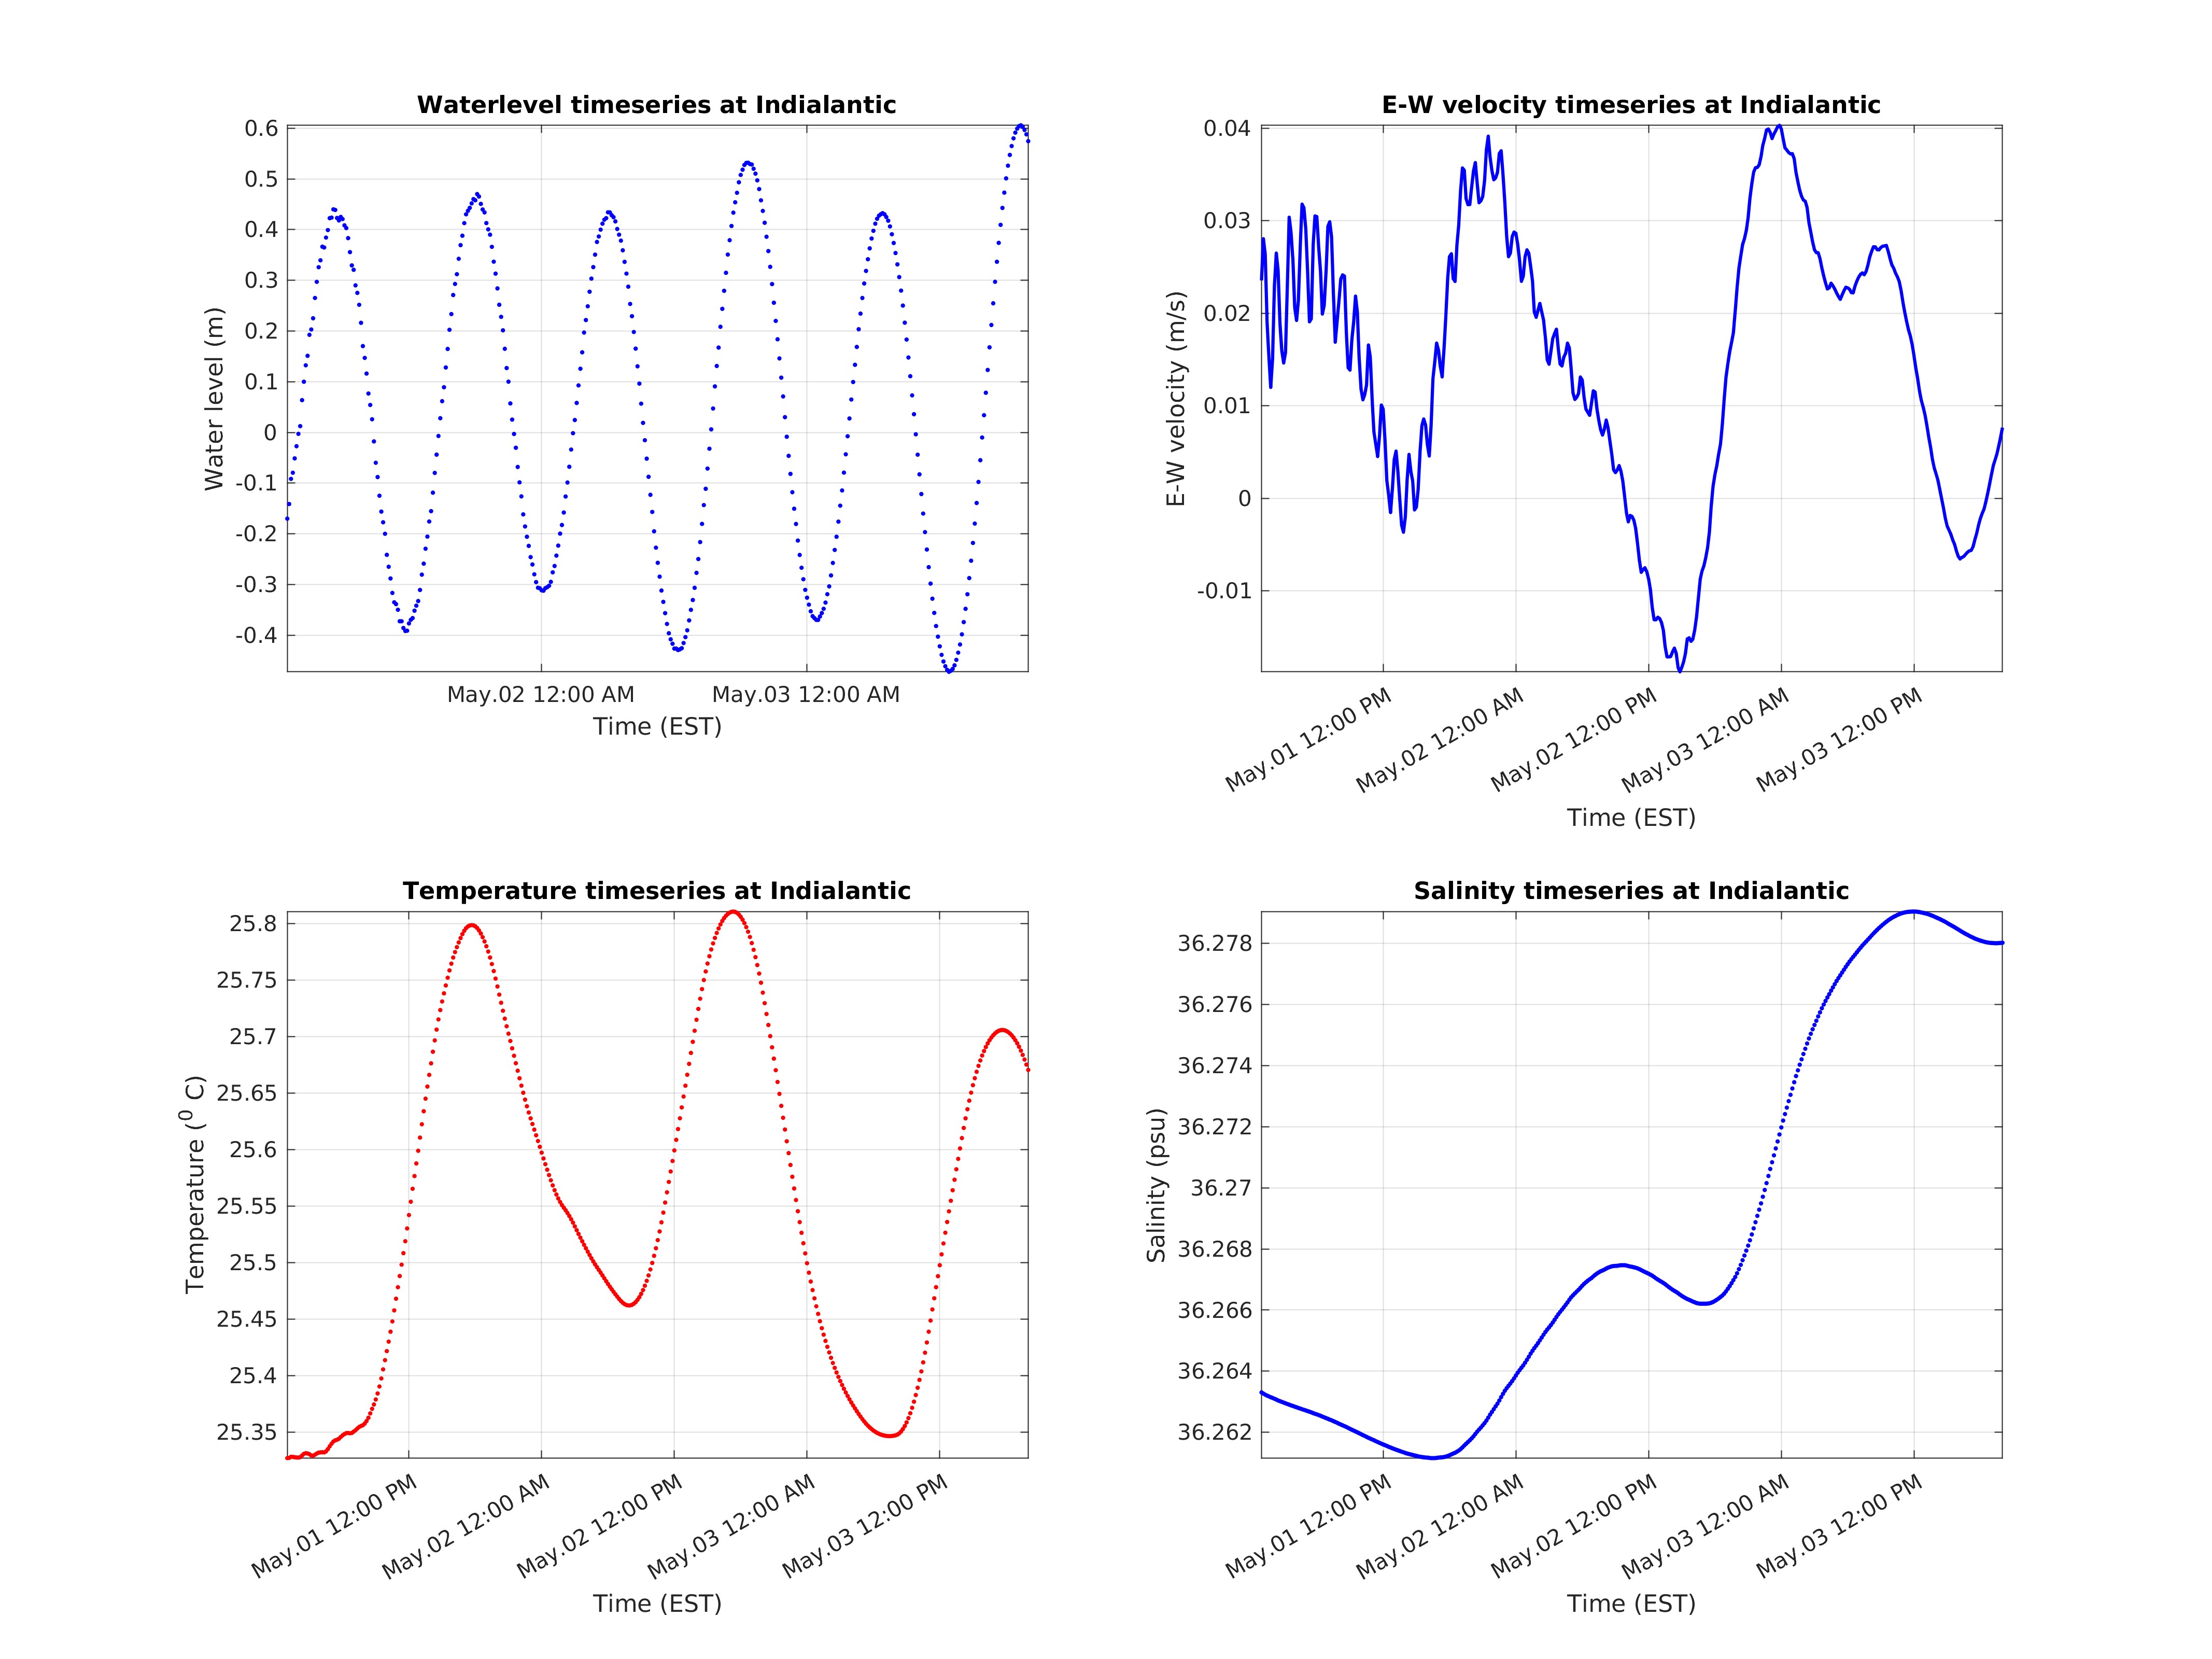 Waterlevel timeseries at Indialantic
0.6
0.5
0.4
0.3
0.2
0.1
0
-0.1
-0.2
-0.3
-0.4
Water level (m)
May.02 12:00 AM
May.03 12:00 AM
Time (EST)
E-W velocity timeseries at Indialantic
0.04
0.03
0.02
0.01
0
-0.01
E-W velocity (m/s)
May.01 12:00 PM
May.02 12:00 AM
May.02 12:00 PM
May.03 12:00 AM
May.03 12:00 PM
Time (EST)
Temperature timeseries at Indialantic
25.8
25.75
25.7
25.65
25.6
25.55
25.5
25.45
25.4
25.35
Temperature (⁰ C)
May.01 12:00 PM
May.02 12:00 AM
May.02 12:00 PM
May.03 12:00 AM
May.03 12:00 PM
Time (EST)
Salinity timeseries at Indialantic
36.278
36.276
36.274
36.272
36.27
36.268
36.266
36.264
36.262
Salinity (psu)
May.01 12:00 PM
May.02 12:00 AM
May.02 12:00 PM
May.03 12:00 AM
May.03 12:00 PM
Time (EST)